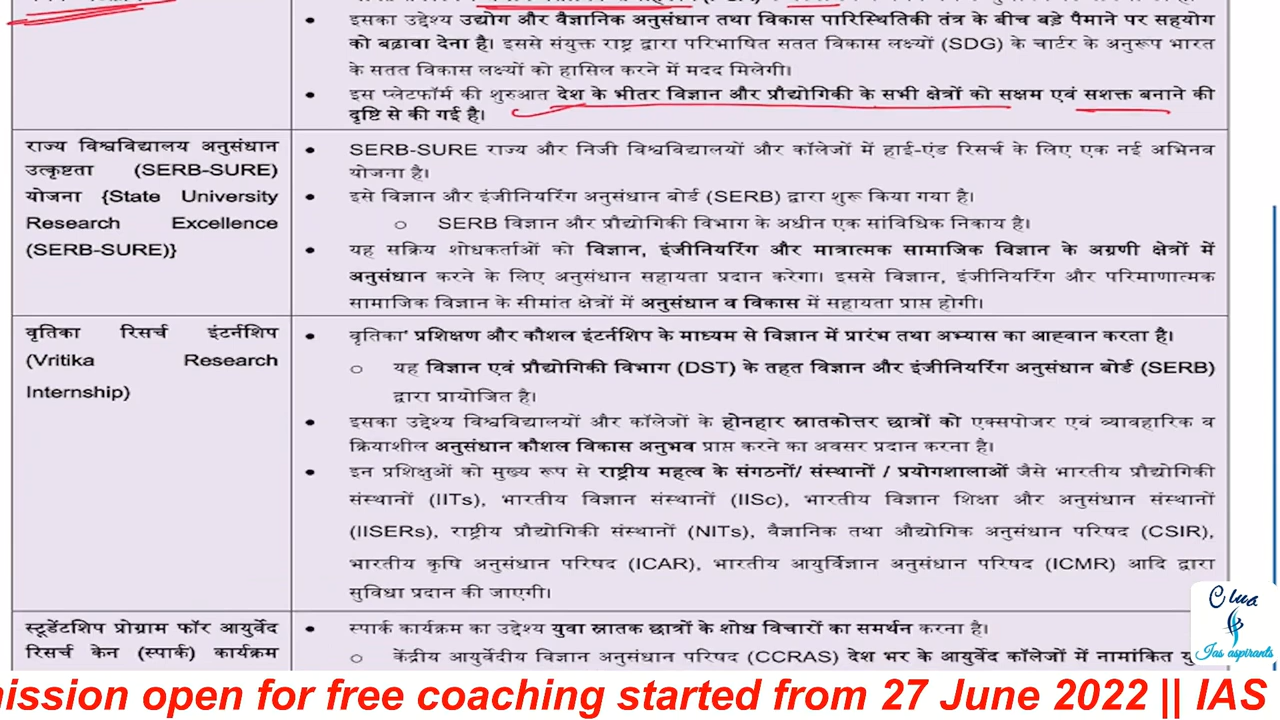 इसका उद्देश्य उद्योग और वैज्ञानिक अनुसंधान तथा विकास पारिस्थितिकी तंत्र के बीच बड़े पैमाने पर सहयोग
को बढ़ावा देना है। इससे संयुक्त राष्ट्र द्वारा परिभाषित सतत विकास लक्ष्यों (SDG) के चार्टर के अनुरूप भारत
के सतत विकास लक्ष्यों को हासिल करने में मदद मिलेगी।
इस प्लेटफॉर्म की शुरुआत देश के भीतर विज्ञान और प्रौद्योगिकी के सभी क्षेत्रों को सक्षम एवं सशक्त बनाने की
दृष्टि से की गई है।
राज्य विश्वविद्यालय अनुसंधान
उत्कृष्टता (SERB-SURE)
योजना {State University
Research Excellence
(SERB-SURE)}
SERB-SURE राज्य और निजी विश्वविद्यालयों और कॉलेजों में हाई-एंड रिसर्च के लिए एक नई अभिनव
योजना है।
इसे विज्ञान और इंजीनियरिंग अनुसंधान बोर्ड (SERB) द्वारा शुरू किया गया है।
SERB विज्ञान और प्रौद्योगिकी विभाग के अधीन एक सांविधिक निकाय है।
यह सक्रिय शोधकर्ताओं को विज्ञान, इंजीनियरिंग और मात्रात्मक सामाजिक विज्ञान के अग्रणी क्षेत्रों में
अनुसंधान करने के लिए अनुसंधान सहायता प्रदान करेगा। इससे विज्ञान, इंजीनियरिंग और परिमाणात्मक
सामाजिक विज्ञान के सीमांत क्षेत्रों में अनुसंधान व विकास में सहायता प्राप्त होगी।
वृतिका रिसर्च इंटर्नशिप
(Vritika Research
Internship)
वृतिका' प्रशिक्षण और कौशल इंटर्नशिप के माध्यम से विज्ञान में प्रारंभ तथा अभ्यास का आह्वान करता है।
यह विज्ञान एवं प्रौद्योगिकी विभाग (DST) के तहत विज्ञान और इंजीनियरिंग अनुसंधान बोर्ड (SERB)
द्वारा प्रायोजित है।
इसका उद्देश्य विश्वविद्यालयों और कॉलेजों के होनहार स्नातकोत्तर छात्रों को एक्सपोजर एवं व्यावहारिक व
क्रियाशील अनुसंधान कौशल विकास अनुभव प्राप्त करने का अवसर प्रदान करना है।
इन प्रशिक्षुओं को मुख्य रूप से राष्ट्रीय महत्व के संगठनों/ संस्थानों / प्रयोगशालाओं जैसे भारतीय प्रौद्योगिकी
संस्थानों (IITs), भारतीय विज्ञान संस्थानों (IISc), भारतीय विज्ञान शिक्षा और अनुसंधान संस्थानों
(IISERs), राष्ट्रीय प्रौद्योगिकी संस्थानों (NITs), वैज्ञानिक तथा औद्योगिक अनुसंधान परिषद (CSIR),
भारतीय कृषि अनुसंधान परिषद (ICAR), भारतीय आयुर्विज्ञान अनुसंधान परिषद (ICMR) आदि द्वारा
सुविधा प्रदान की जाएगी।
स्टूडेंटशिप प्रोग्राम फॉर आयुर्वेद
रिसर्च केन (स्पार्क) कार्यक्रम
स्पार्क कार्यक्रम का उद्देश्य युवा स्नातक छात्रों के शोध विचारों का समर्थन करना है।
केंद्रीय आयुर्वेदीय विज्ञान अनुसंधान परिषद (CCRAS) देश भर के आयुर्वेद कॉलेजों में नामांकित
Ias aspirants
mission open for free coaching started from 27 June 2022 || IAS